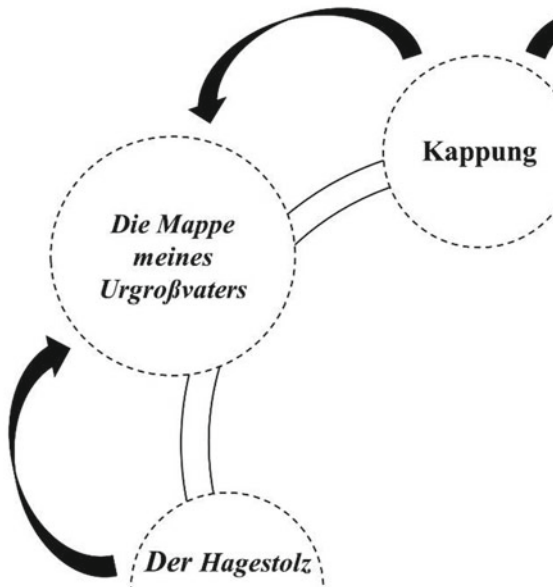 Kappung
Die Mappe
meines
Urgroßvaters
Der Hagestolz